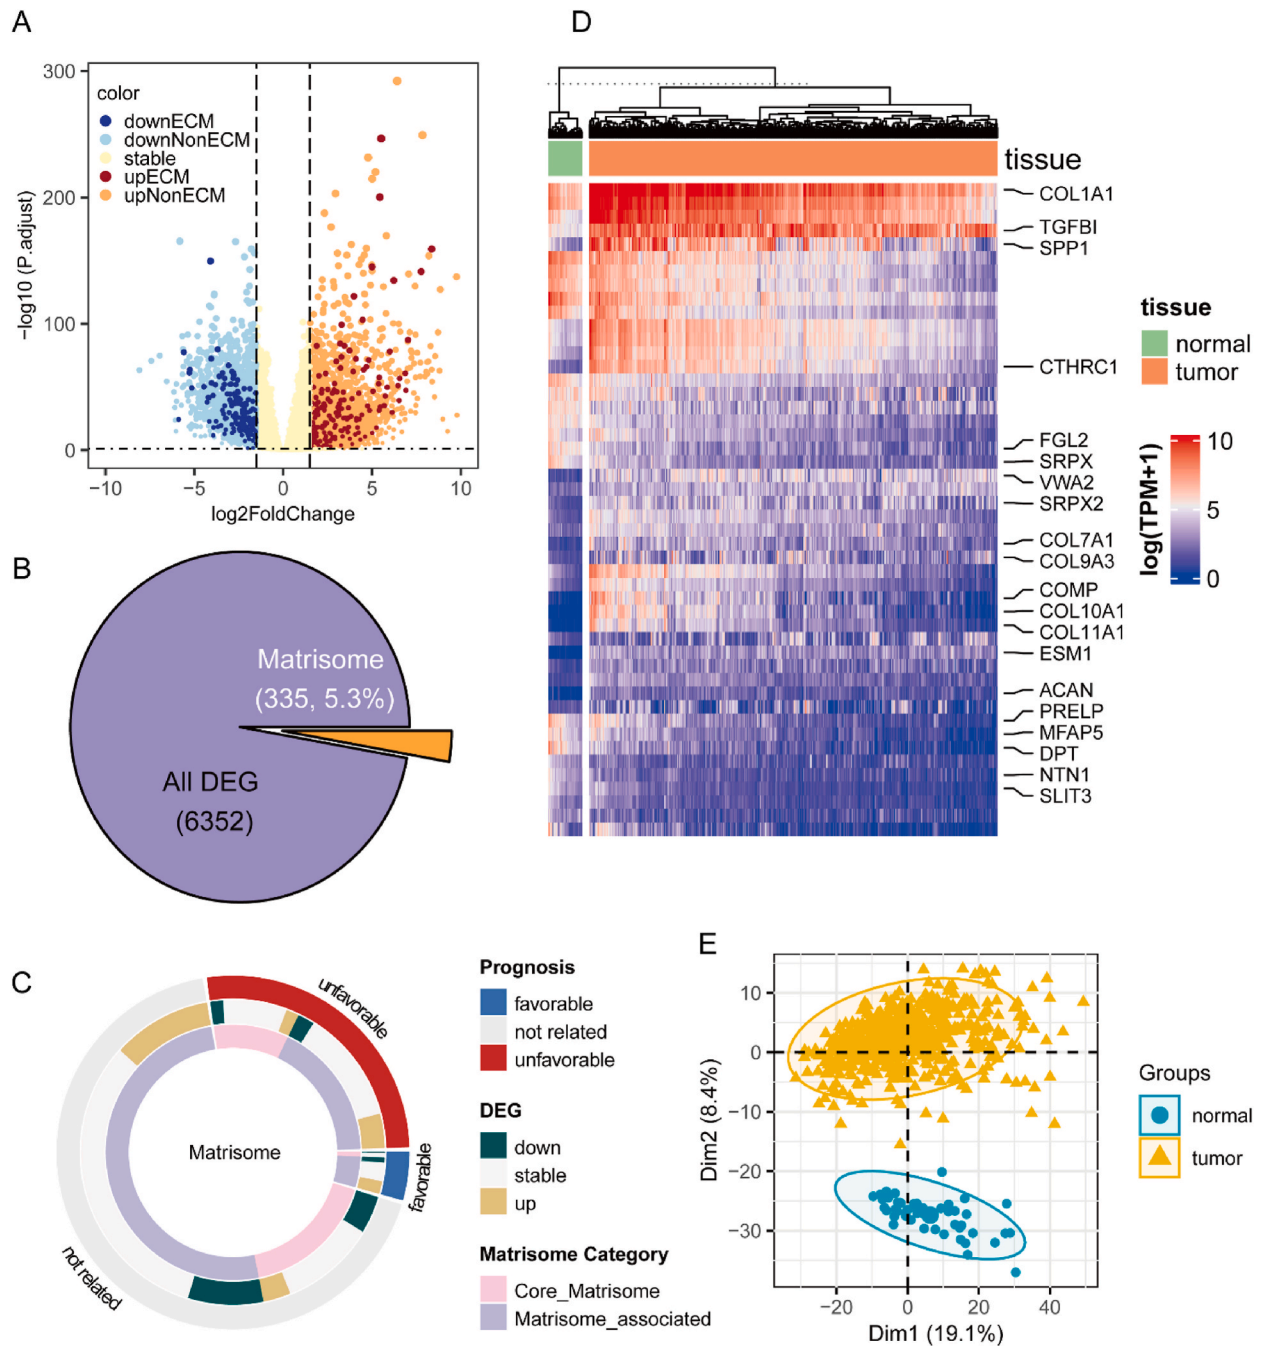 A
300
200
100
0
−10
−5
0
5
10
−log10 (P.adjust)
log2FoldChange
color
downECM
downNonECM
stable
upECM
upNonECM
B
Matrisome
(335, 5.3%)
All DEG
(6352)
C
unfavorable
favorable
not related
Matrisome
Prognosis
favorable
not related
unfavorable
DEG
down
stable
up
Matrisome Category
Core_Matrisome
Matrisome_associated
D
tissue
COL1A1
TGFBI
SPP1
CTHRC1
FGL2
SRPX
VWA2
SRPX2
COL7A1
COL9A3
COMP
COL10A1
COL11A1
ESM1
ACAN
PRELP
MFAP5
DPT
NTN1
SLIT3
tissue
normal
tumor
log(TPM+1)
10
5
0
E
10
0
−10
−20
−30
−20
0
20
40
Dim2 (8.4%)
Dim1 (19.1%)
Groups
normal
tumor